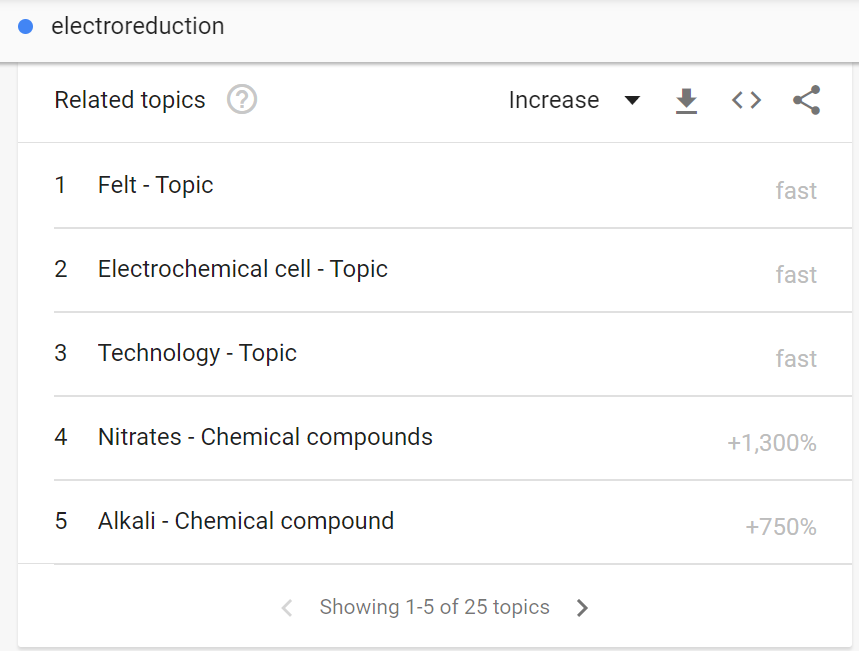 electroreduction
Related topics ? Increase
1 Felt - Topic fast
2 Electrochemical cell - Topic fast
3 Technology - Topic fast
4 Nitrates - Chemical compounds +1,300%
5 Alkali - Chemical compound +750%
Showing 1-5 of 25 topics